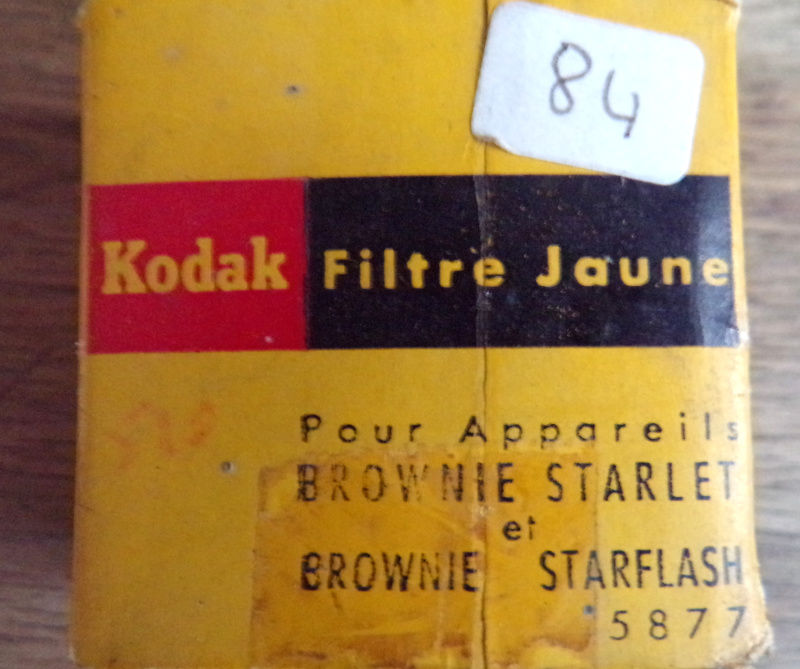 84
Kodak Filtre Jaune
Pour Appareils
BROWNIE STARLET
et
BROWNIE STARFLASH
5877